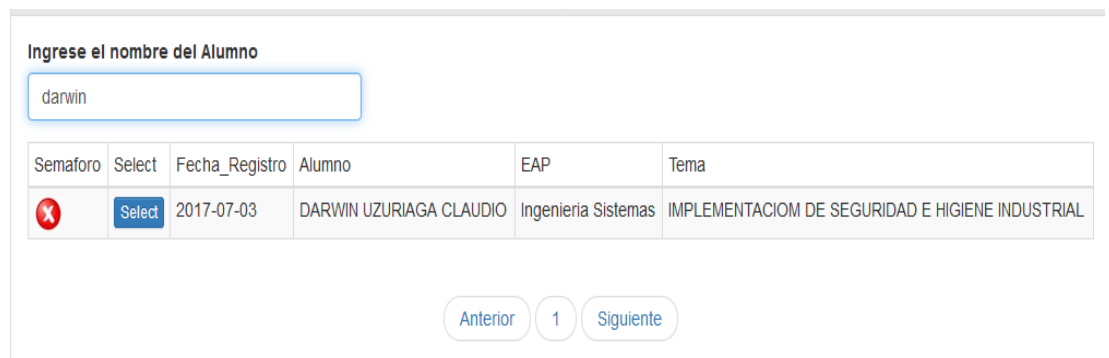 Ingrese el nombre del Alumno
darwin
Semaforo Select Fecha_Registro Alumno EAP Tema
Select 2017-07-03 DARWIN UZURIAGA CLAUDIO Ingenieria Sistemas IMPLEMENTACIOM DE SEGURIDAD E HIGIENE INDUSTRIAL
Anterior 1 Siguiente